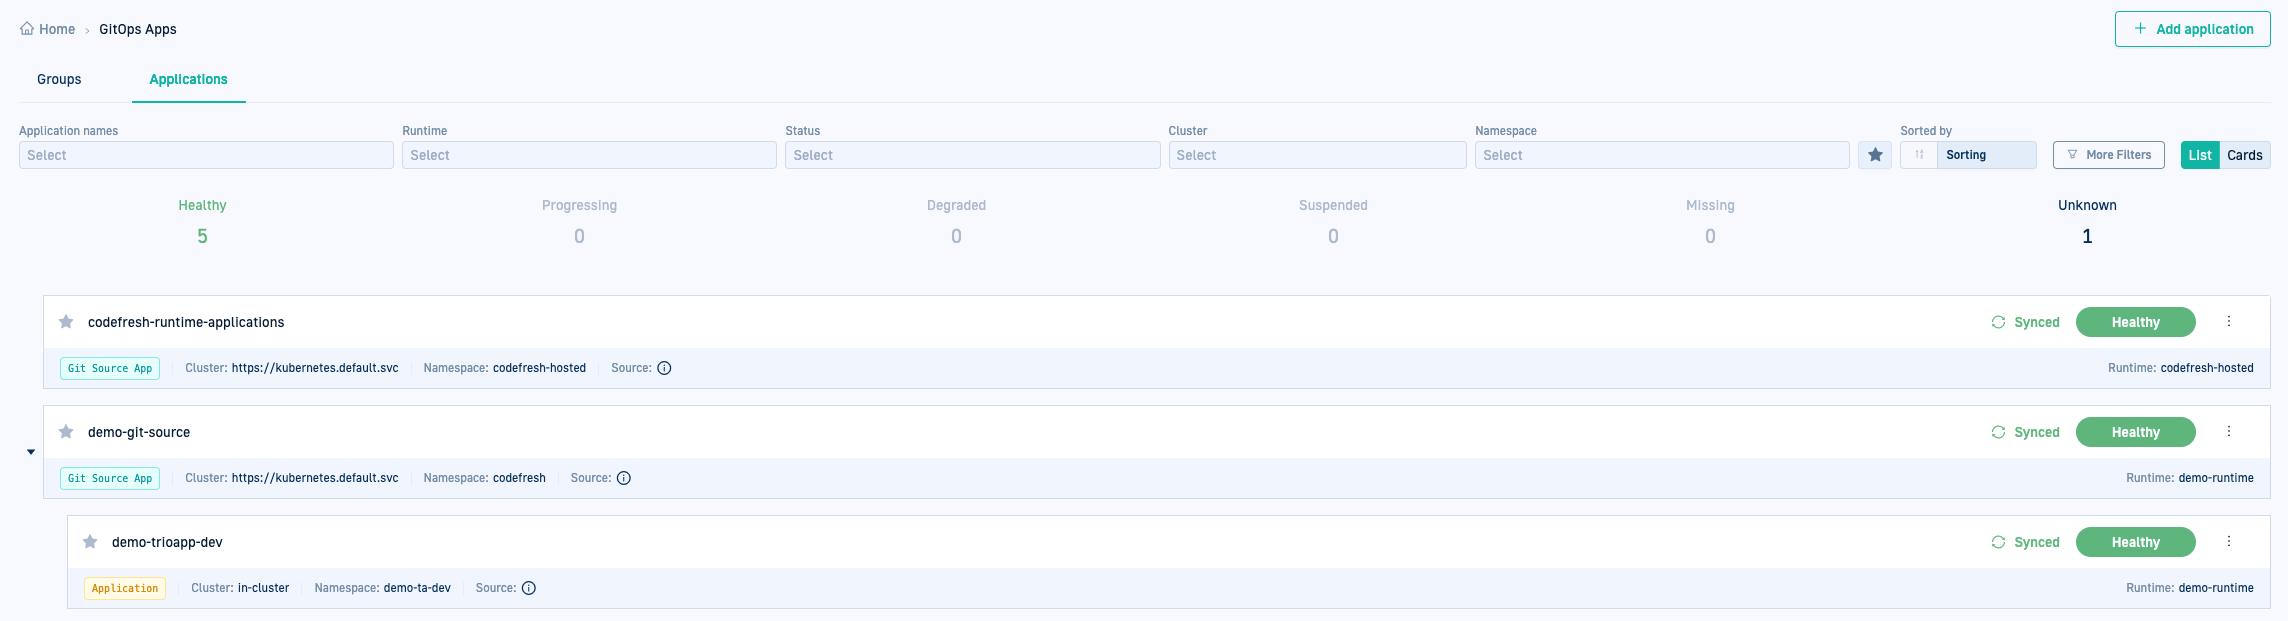 Home › GitOps Apps
+ Add application
Groups
Applications
Application names
Select
Runtime
Select
Status
Select
Cluster
Select
Namespace
Select
Sorted by
Sorting
More Filters
List
Cards
Healthy
5
Progressing
0
Degraded
0
Suspended
0
Missing
0
Unknown
1
codefresh-runtime-applications
Synced
Healthy
Git Source App
Cluster: https://kubernetes.default.svc
Namespace: codefresh-hosted
Source:
Runtime: codefresh-hosted
demo-git-source
Synced
Healthy
Git Source App
Cluster: https://kubernetes.default.svc
Namespace: codefresh
Source:
Runtime: demo-runtime
demo-trioapp-dev
Synced
Healthy
Application
Cluster: in-cluster
Namespace: demo-ta-dev
Source:
Runtime: demo-runtime